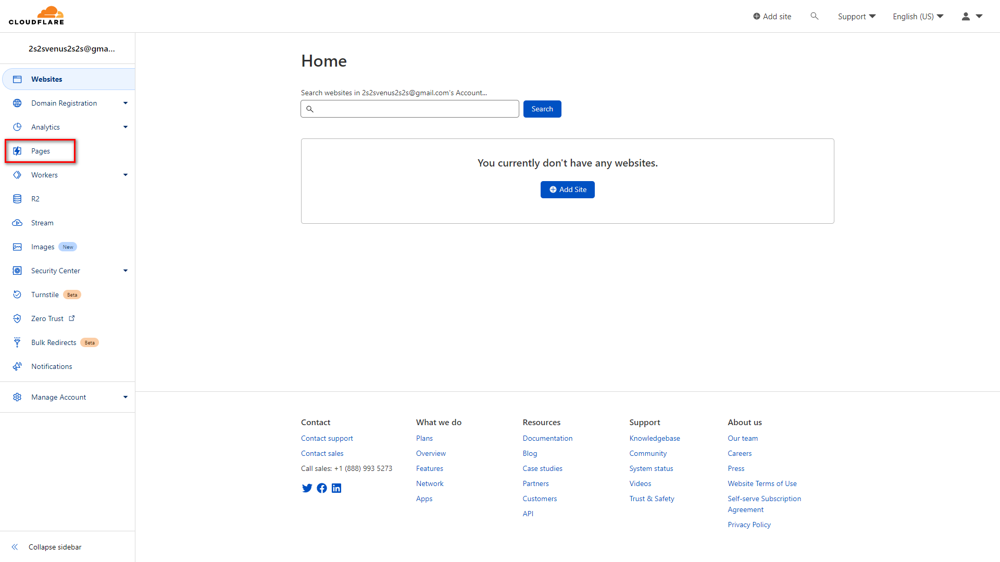 CLOUDFLARE
Add site
Support
English (US)
2s2svenus2s2s@gma...
Websites
Domain Registration
Analytics
Pages
Workers
R2
Stream
Images New
Security Center
Turnstile Beta
Zero Trust
Bulk Redirects Beta
Notifications
Manage Account
Collapse sidebar
Home
Search websites in 2s2svenus2s2s@gmail.com's Account...
Search
You currently don't have any websites.
Add Site
Contact
Contact support
Contact sales
Call sales: +1 (888) 993 5273
What we do
Plans
Overview
Features
Network
Apps
Resources
Documentation
Blog
Case studies
Partners
Customers
API
Support
Knowledgebase
Community
System status
Videos
Trust & Safety
About us
Our team
Careers
Press
Website Terms of Use
Self-serve Subscription
Agreement
Privacy Policy